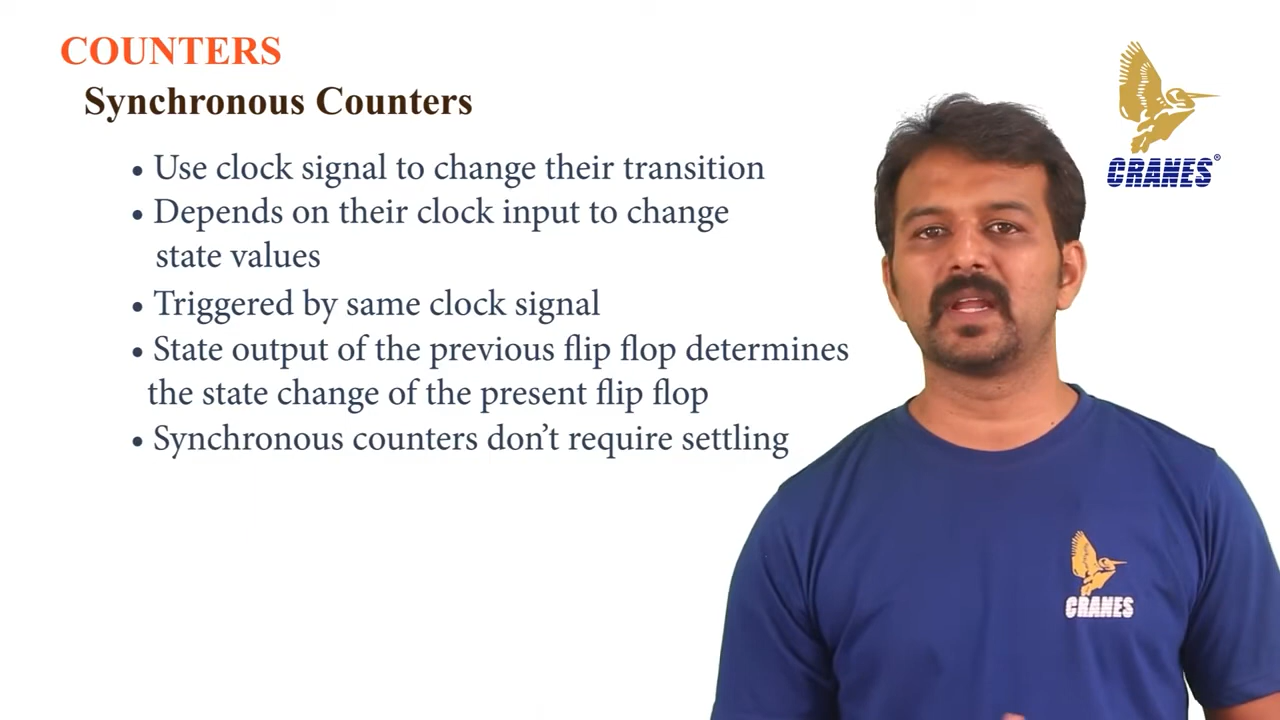 COUNTERS
Synchronous Counters
• Use clock signal to change their transition
• Depends on their clock input to change
state values
• Triggered by same clock signal
• State output of the previous flip flop determines
the state change of the present flip flop
• Synchronous counters don’t require settling
CRANES®
CRANES